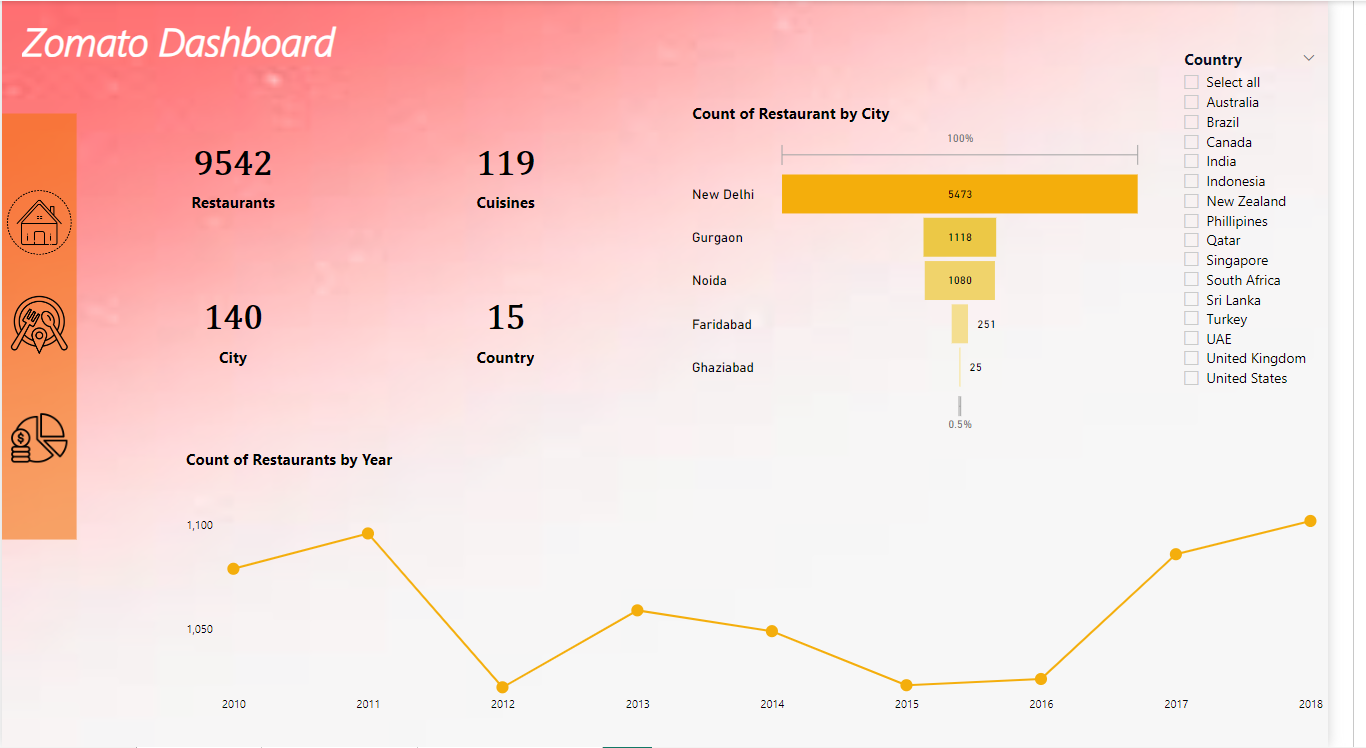 Zomato Dashboard
9542
Restaurants
119
Cuisines
140
City
15
Country
Count of Restaurant by City
100%
New Delhi 5473
Gurgaon 1118
Noida 1080
Faridabad 251
Ghaziabad 25
0.5%
Country
Select all
Australia
Brazil
Canada
India
Indonesia
New Zealand
Phillipines
Qatar
Singapore
South Africa
Sri Lanka
Turkey
UAE
United Kingdom
United States
Count of Restaurants by Year
1,100
1,050
2010 2011 2012 2013 2014 2015 2016 2017 2018